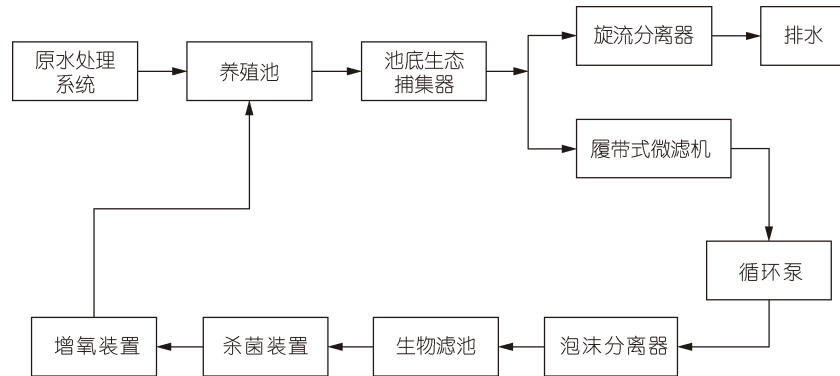 原水处理
系统
养殖池
池底生态
捕集器
旋流分离器
排水
履带式微滤机
循环泵
泡沫分离器
生物滤池
杀菌装置
增氧装置